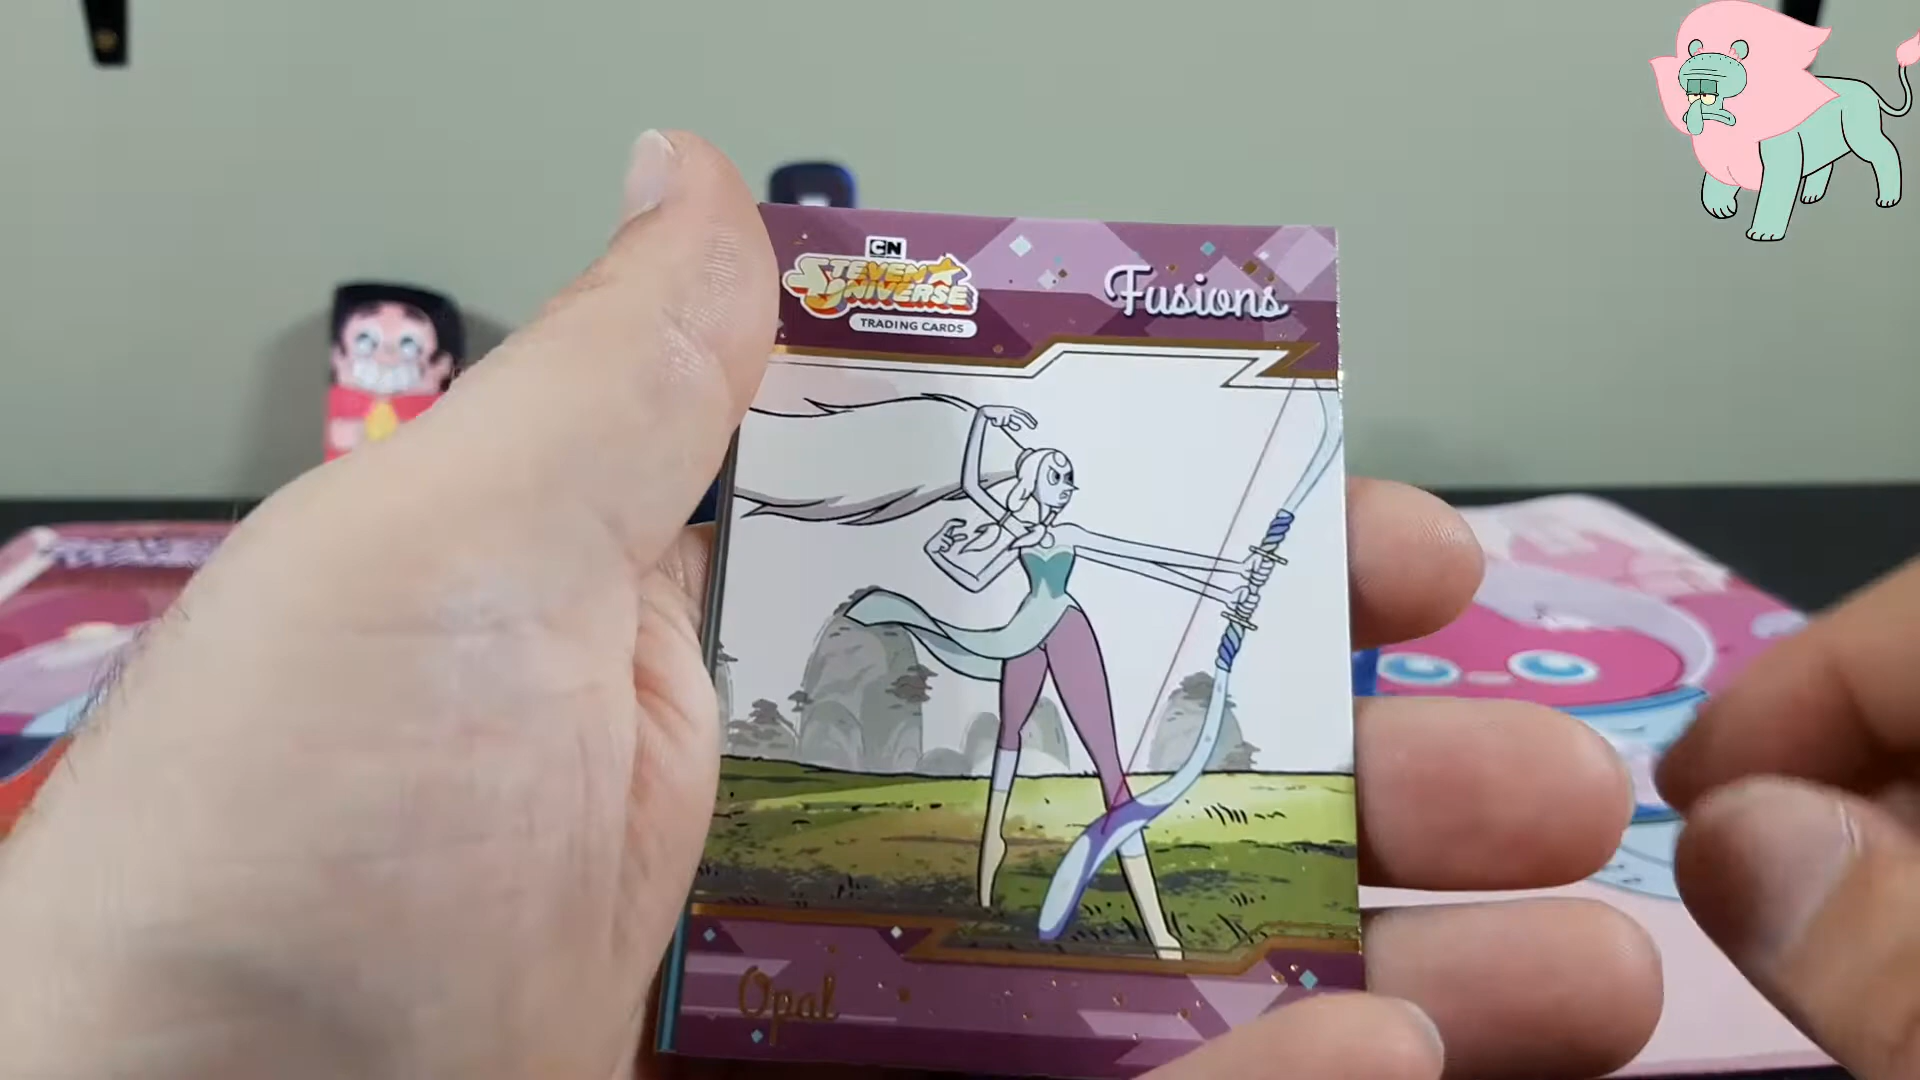 CN
STEVEN
UNIVERSE
TRADING CARDS
Fusions
Opal